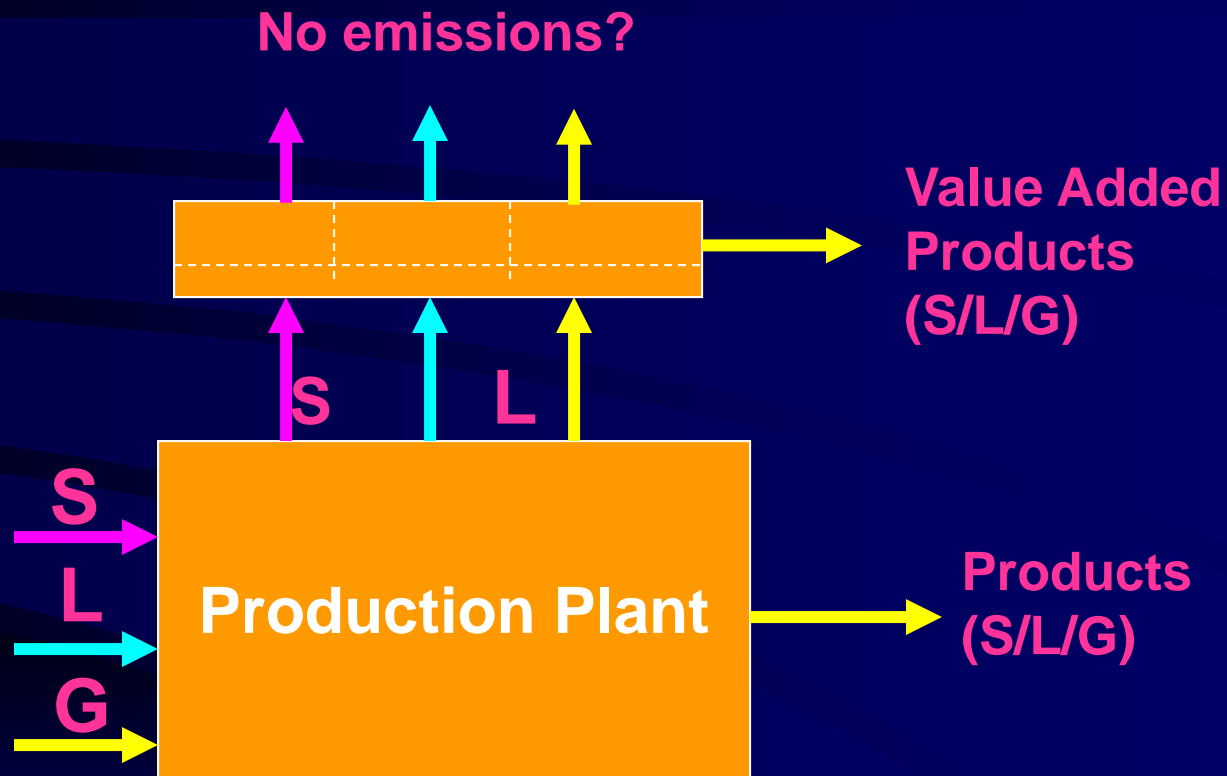 No emissions?
Value Added
Products
(S/L/G)
S
L
S
L
G
Production Plant
Products
(S/L/G)